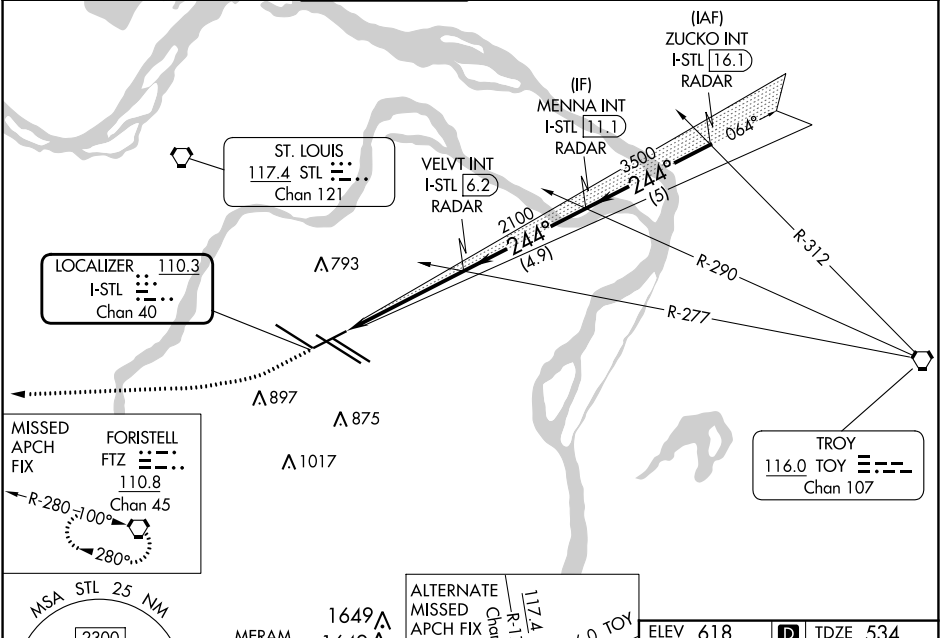 (IAF)
ZUCKO INT
I-STL 16.1
RADAR
(IF)
MENNA INT
I-STL 11.1
RADAR
064°
ST. LOUIS
117.4 STL
Chan 121
VELVT INT
I-STL 6.2
RADAR
3500
244°
(5)
2100
244°
(4.9)
R-312
R-290
R-277
LOCALIZER 110.3
I-STL
Chan 40
793
897
875
1017
MISSED
APCH
FIX
FORISTELL
FTZ
110.8
Chan 45
R-280
100°
280°
TROY
116.0 TOY
Chan 107
MSA STL 25 NM
2300
MERAM
1649
ALTERNATE
MISSED
APCH FIX
117.4
TOY
ELEV 618
D
TDZE 534